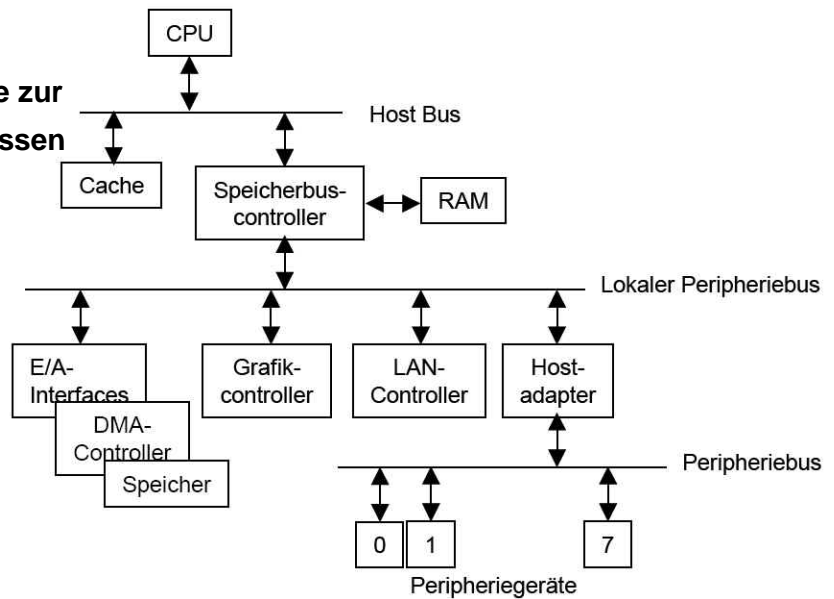 CPU
e zur
Host Bus
ssen
Cache
Speicherbus-
controller
RAM
Lokaler Peripheriebus
E/A-
Interfaces
DMA-
Controller
Speicher
Grafik-
controller
LAN-
Controller
Host-
adapter
Peripheriebus
0
1
7
Peripheriegeräte